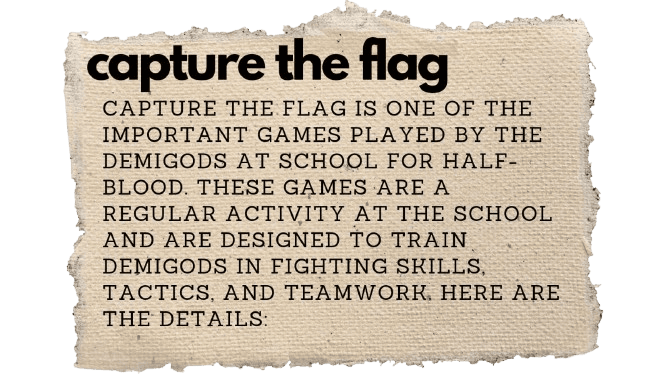 capture the flag
CAPTURE THE FLAG IS ONE OF THE
IMPORTANT GAMES PLAYED BY THE
DEMIGODS AT SCHOOL FOR HALF-
BLOOD. THESE GAMES ARE A
REGULAR ACTIVITY AT THE SCHOOL
AND ARE DESIGNED TO TRAIN
DEMIGODS IN FIGHTING SKILLS,
TACTICS, AND TEAMWORK. HERE ARE
THE DETAILS: